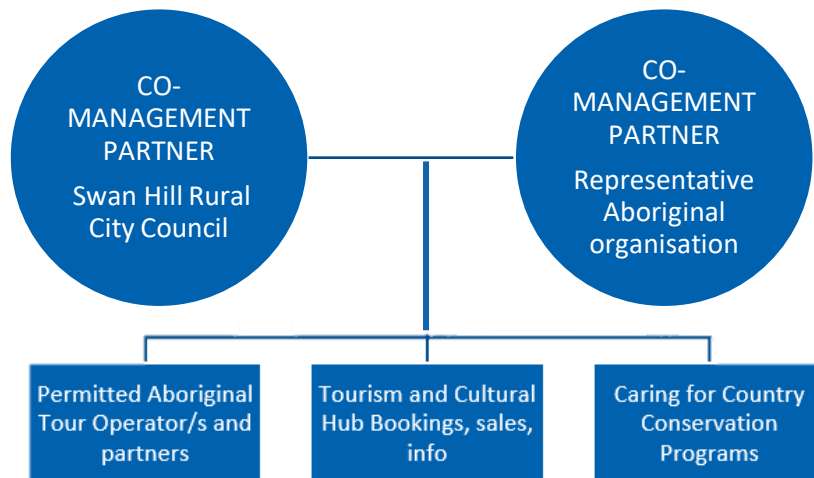 CO-
MANAGEMENT
PARTNER
Swan Hill Rural
City Council
CO-
MANAGEMENT
PARTNER
Representative
Aboriginal
organisation
Permitted Aboriginal
Tour Operator/s and
partners
Tourism and Cultural
Hub Bookings, sales,
info
Caring for Country
Conservation
Programs